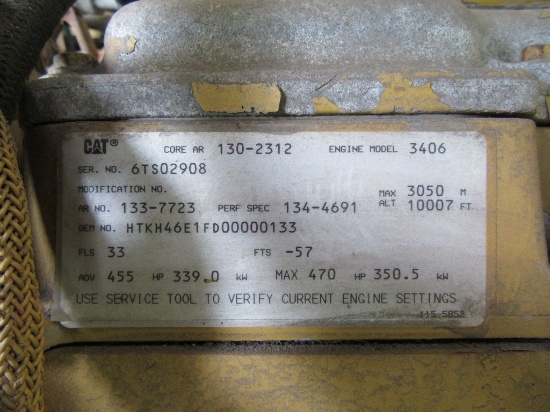 CAT® CORE AR 130-2312 ENGINE MODEL 3406
SER. NO. 6TS02908
MODIFICATION NO.
AR NO. 133-7723 PERF SPEC 134-4691 MAX ALT 3050 M 10007 FT.
OEM NO. HTKH46E1FD00000133
FLS 33 FTS -57
ADV 455 HP 339.0 kW MAX 470 HP 350.5 kW
USE SERVICE TOOL TO VERIFY CURRENT ENGINE SETTINGS
115 5852